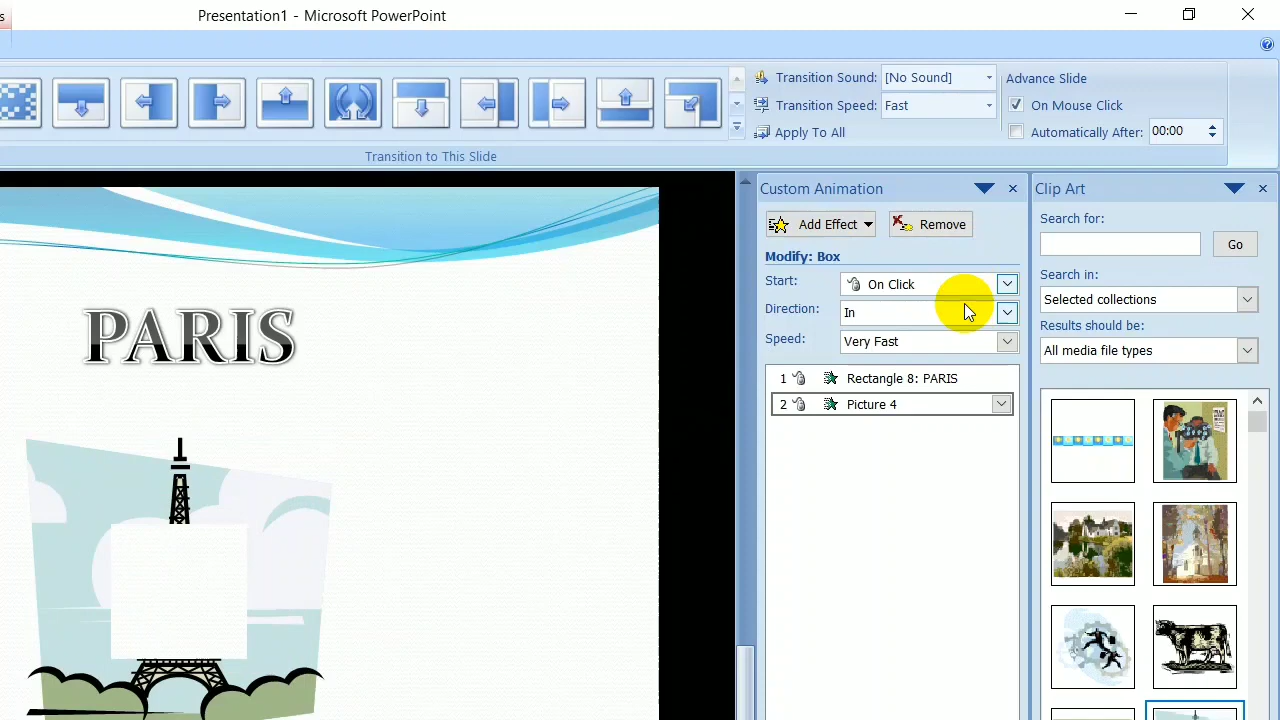 s
Presentation1 - Microsoft PowerPoint
Transition Sound: [No Sound]
Transition Speed: Fast
Apply To All
Advance Slide
On Mouse Click
Automatically After: 00:00
Transition to This Slide
PARIS
Custom Animation
Add Effect Remove
Modify: Box
Start: On Click
Direction: In
Speed: Very Fast
1 Rectangle 8: PARIS
2 Picture 4
Clip Art
Search for:
Go
Search in:
Selected collections
Results should be:
All media file types